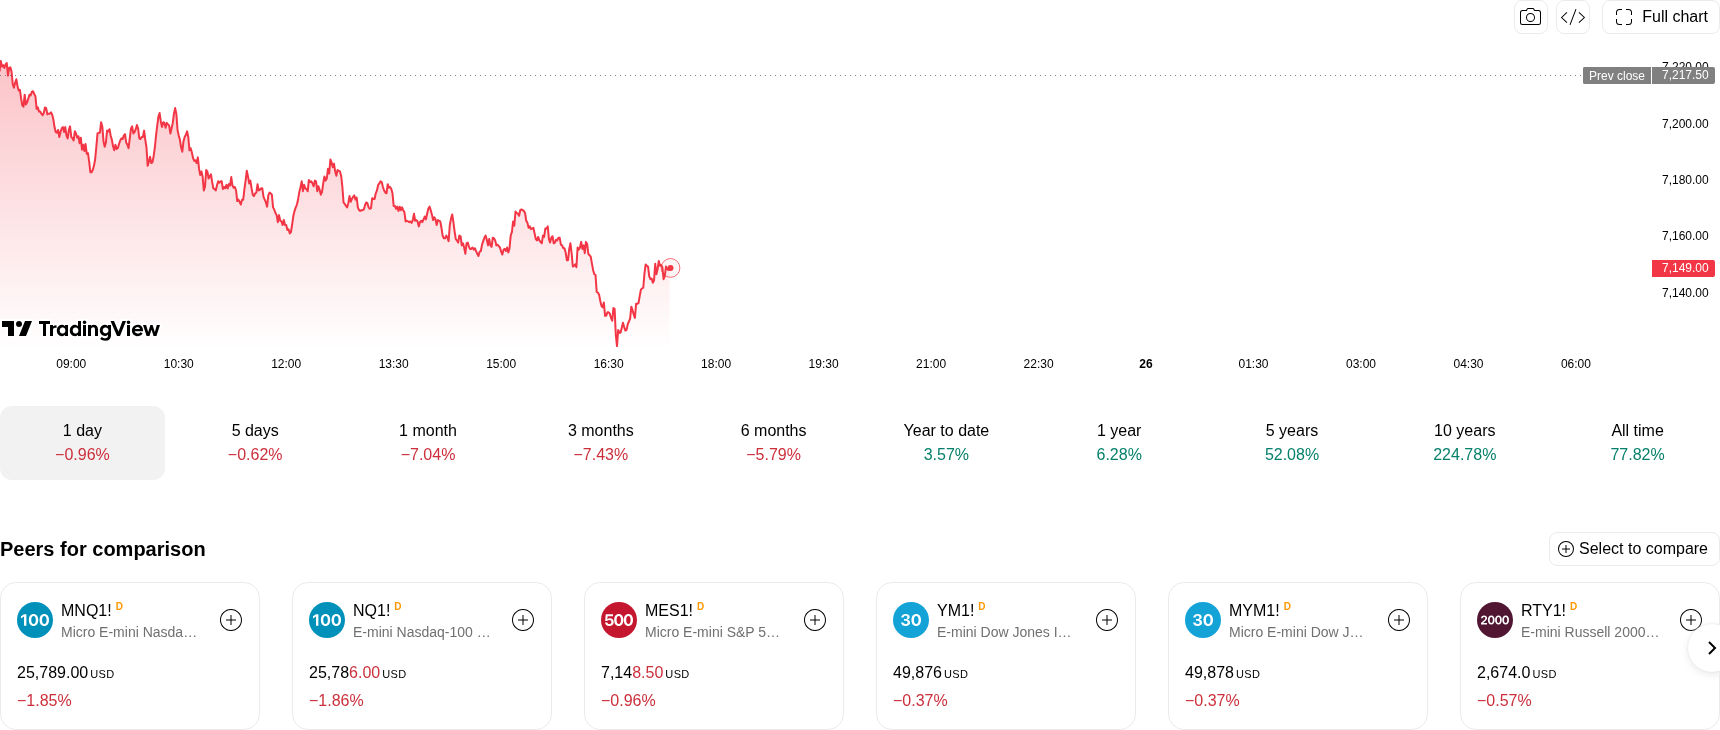 Full chart
7,220.00
Prev close 7,217.50
7,200.00
7,180.00
7,160.00
7,149.00
7,140.00
TradingView
09:00 10:30 12:00 13:30 15:00 16:30 18:00 19:30 21:00 22:30 26 01:30 03:00 04:30 06:00
1 day 5 days 1 month 3 months 6 months Year to date 1 year 5 years 10 years All time
−0.96% −0.62% −7.04% −7.43% −5.79% 3.57% 6.28% 52.08% 224.78% 77.82%
Peers for comparison
Select to compare
100 MNQ1! D
Micro E-mini Nasda…
25,789.00 USD
−1.85%
100 NQ1! D
E-mini Nasdaq-100 …
25,786.00 USD
−1.86%
500 MES1! D
Micro E-mini S&P 5…
7,148.50 USD
−0.96%
30 YM1! D
E-mini Dow Jones I…
49,876 USD
−0.37%
30 MYM1! D
Micro E-mini Dow J…
49,878 USD
−0.37%
2000 RTY1! D
E-mini Russell 2000…
2,674.0 USD
−0.57%